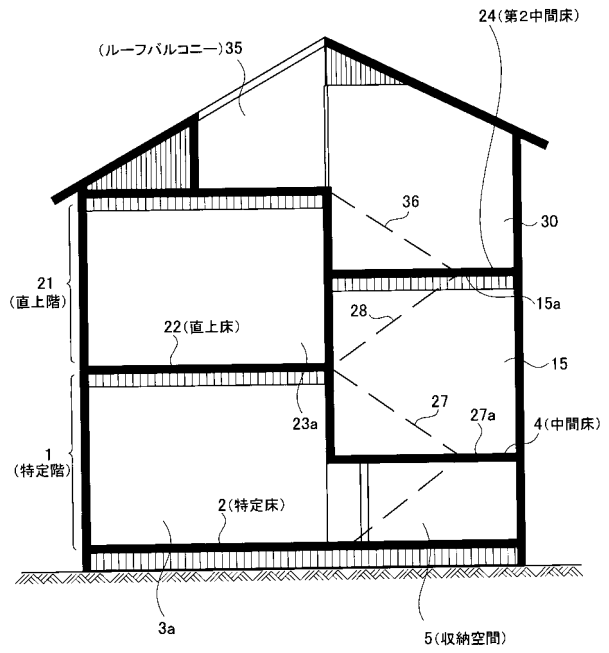 24(第2中間床)
(ルーフバルコニー)35
36
30
21
(直上階)
15a
28
22(直上床)
15
23a
27
27a
4(中間床)
1
(特定階)
2(特定床)
3a
5(収納空間)